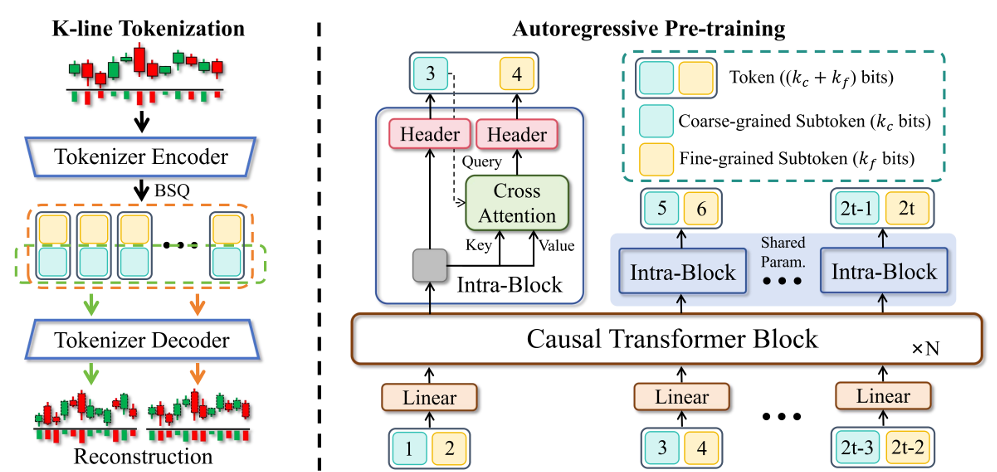 K-line Tokenization
Tokenizer Encoder
BSQ
Tokenizer Decoder
Reconstruction
Autoregressive Pre-training
3 4
Header Header
Query
Cross
Attention
Key Value
Intra-Block
Token ((k_c + k_f) bits)
Coarse-grained Subtoken (k_c bits)
Fine-grained Subtoken (k_f bits)
5 6 2t-1 2t
Shared
Param.
Intra-Block Intra-Block
Causal Transformer Block
×N
Linear Linear Linear
1 2 3 4 2t-3 2t-2